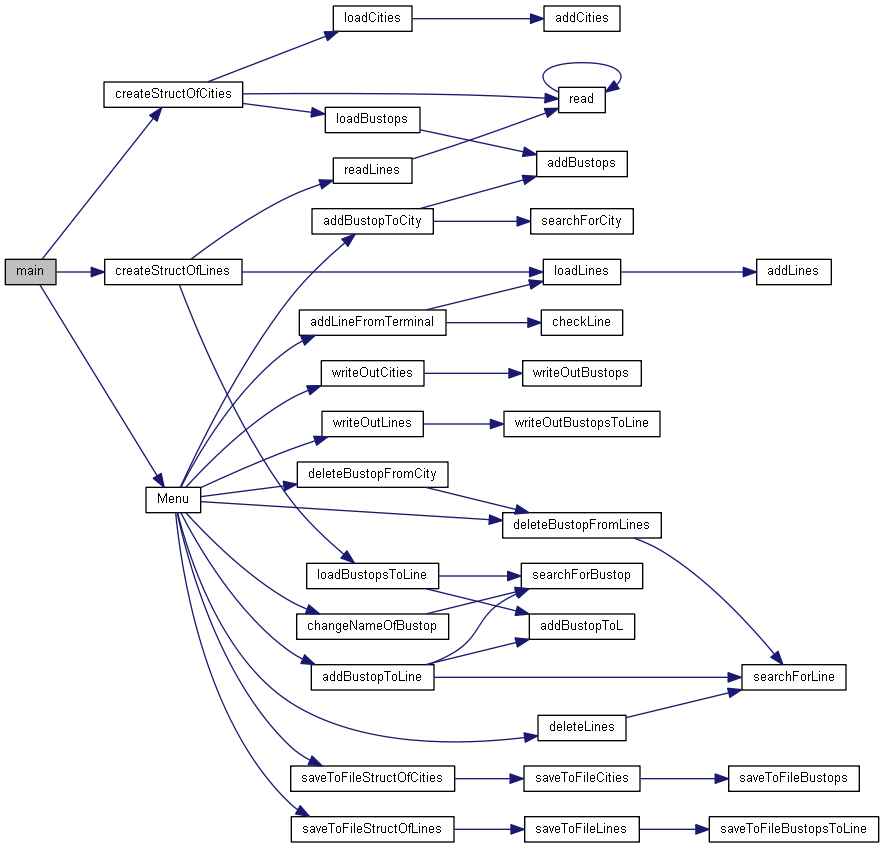 loadCities
addCities
createStructOfCities
read
loadBustops
addBustops
readLines
addBustopToCity
searchForCity
main
createStructOfLines
loadLines
addLines
addLineFromTerminal
checkLine
writeOutCities
writeOutBustops
writeOutLines
writeOutBustopsToLine
deleteBustopFromCity
Menu
deleteBustopFromLines
loadBustopsToLine
searchForBustop
changeNameOfBustop
addBustopToL
addBustopToLine
searchForLine
deleteLines
saveToFileStructOfCities
saveToFileCities
saveToFileBustops
saveToFileStructOfLines
saveToFileLines
saveToFileBustopsToLine